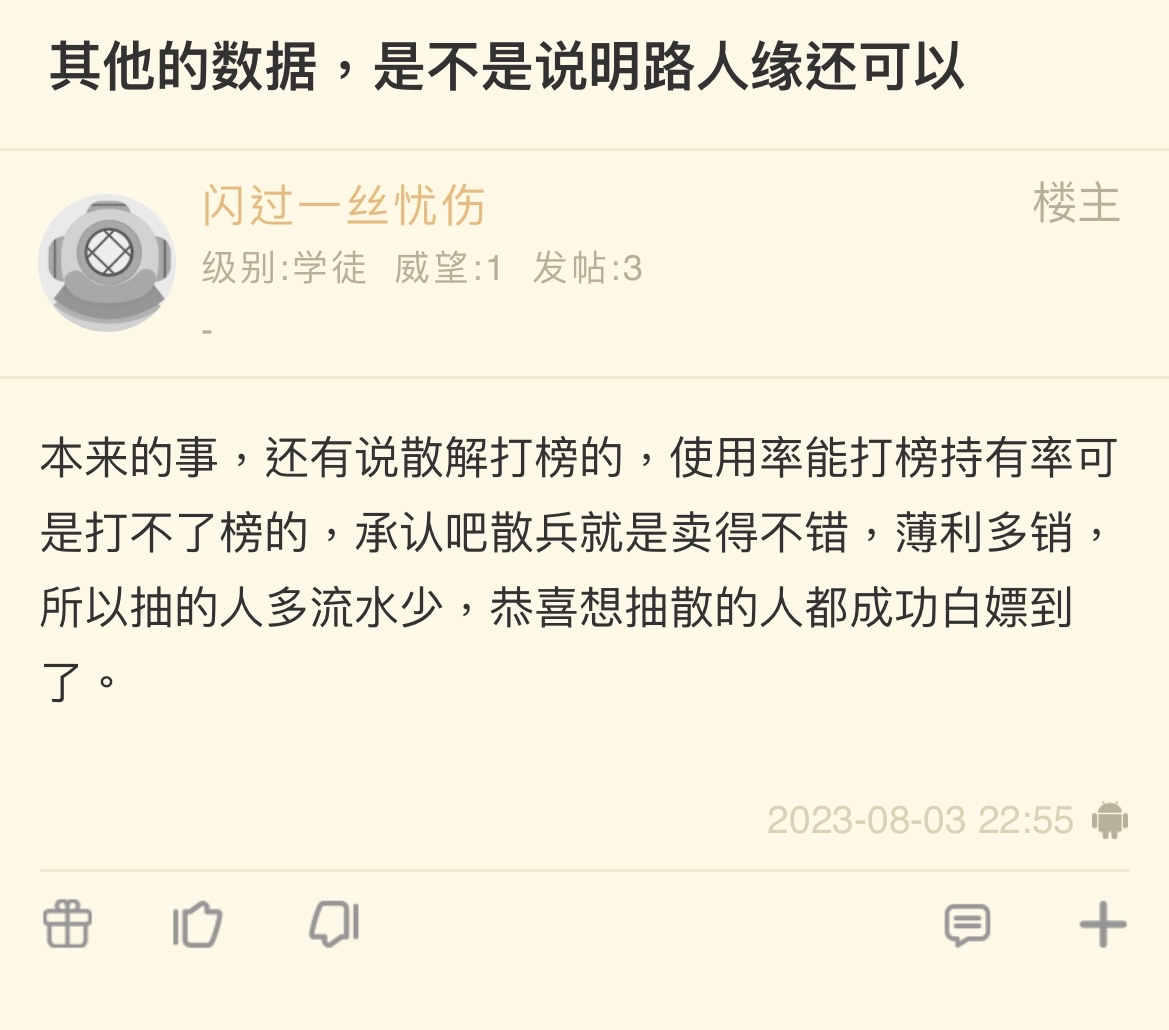 其他的数据，是不是说明路人缘还可以
闪过一丝忧伤
楼主
级别:学徒 威望:1 发帖:3
-
本来的事，还有说散解打榜的，使用率能打榜持有率可
是打不了榜的，承认吧散兵就是卖得不错，薄利多销，
所以抽的人多流水少，恭喜想抽散的人都成功白嫖到
了。
2023-08-03 22:55